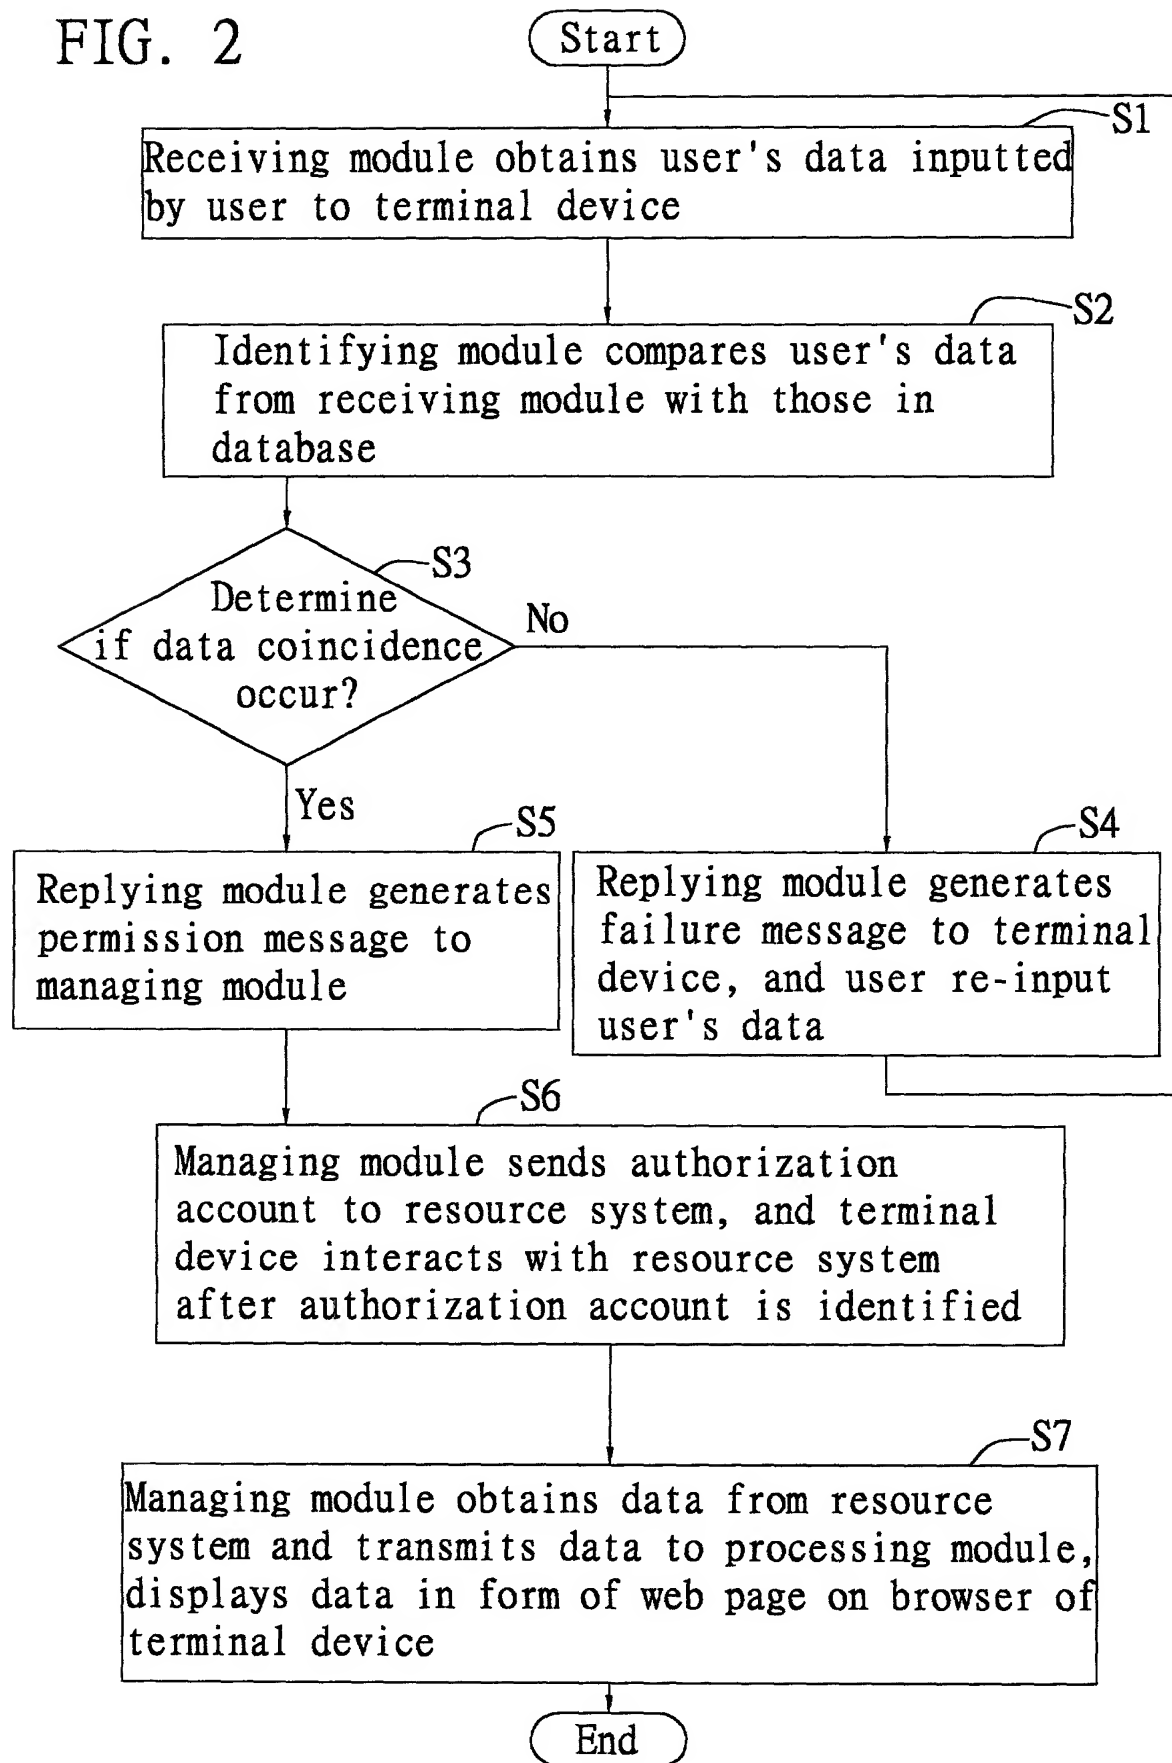 FIG. 2
Start
S1
Receiving module obtains user's data inputted
by user to terminal device
S2
Identifying module compares user's data
from receiving module with those in
database
S3
Determine
if data coincidence
occur?
No
Yes
S5
Replying module generates
permission message to
managing module
S4
Replying module generates
failure message to terminal
device, and user re-input
user's data
S6
Managing module sends authorization
account to resource system, and terminal
device interacts with resource system
after authorization account is identified
S7
Managing module obtains data from resource
system and transmits data to processing module,
displays data in form of web page on browser of
terminal device
End